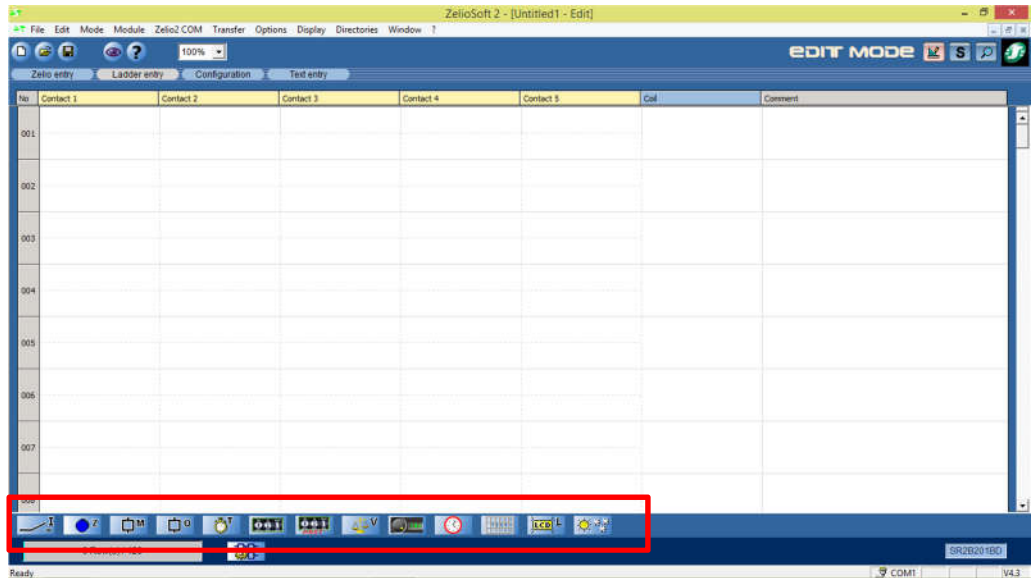 ZelioSoft 2 - [Untitled1 - Edit]
File Edit Mode Module Zelio2 COM Transfer Options Display Directories Window ?
100% EDIT MODE S
Zelio entry Ladder entry Configuration Text entry
No Contact 1 Contact 2 Contact 3 Contact 4 Contact 5 Coil Comment
001
002
003
004
005
006
007
I Z M Q T V LCD L
SR2B201BD
Ready COM1 V4.3